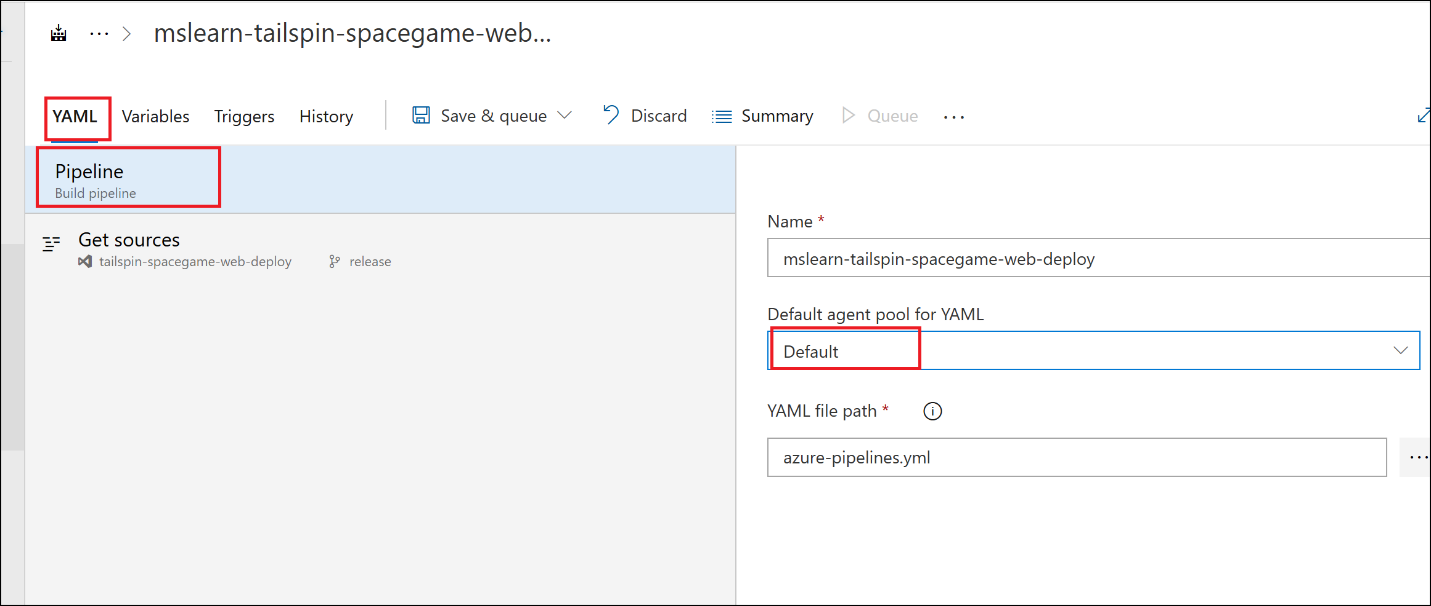 ... > mslearn-tailspin-spacegame-web...
YAML Variables Triggers History Save & queue Discard Summary Queue ...
Pipeline
Build pipeline
Get sources
tailspin-spacegame-web-deploy release
Name *
mslearn-tailspin-spacegame-web-deploy
Default agent pool for YAML
Default
YAML file path *
azure-pipelines.yml ...